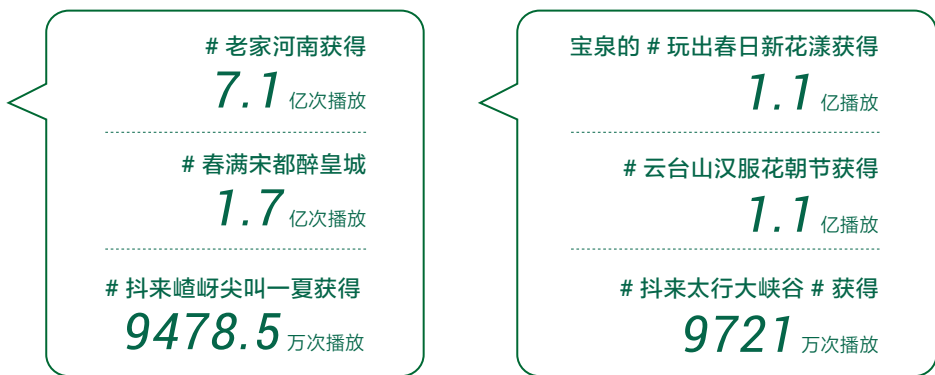 # 老家河南获得
7.1 亿次播放
# 春满宋都醉皇城
1.7 亿次播放
# 抖来嵖岈尖叫一夏获得
9478.5 万次播放
宝泉的 # 玩出春日新花漾获得
1.1 亿播放
# 云台山汉服花朝节获得
1.1 亿播放
# 抖来太行大峡谷 # 获得
9721 万次播放